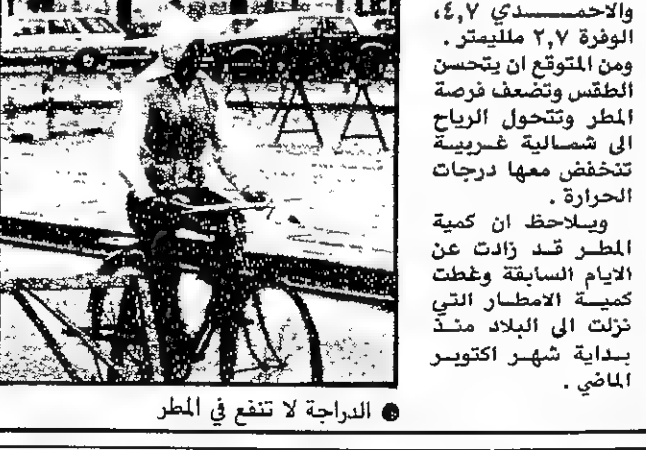 والاحمـــــدي ٤,٧،
الوفرة ٢,٧ ملليمتر.
ومن المتوقع ان يتحسن
الطقس وتضعف فرصة
المطر وتتحول الرياح
الى شمالية غربية
تنخفض معها درجات
الحرارة.
ويلاحظ ان كمية
المطر قد زادت عن
الايام السابقة وغطت
كمية الامطار التي
نزلت الى البلاد منذ
بداية شهر اكتوبر
الماضي.
● الدراجة لا تنفع في المطر